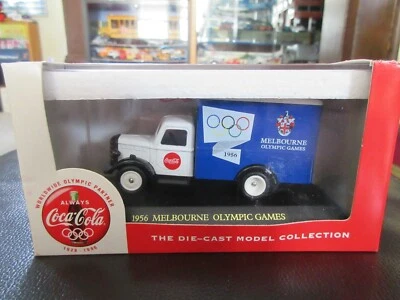 MELBOURNE
OLYMPIC GAMES
1956
Coca-Cola
WORLDWIDE OLYMPIC PARTNER
ALWAYS
Coca-Cola
1928 - 1996
1956 MELBOURNE OLYMPIC GAMES
THE DIE-CAST MODEL COLLECTION